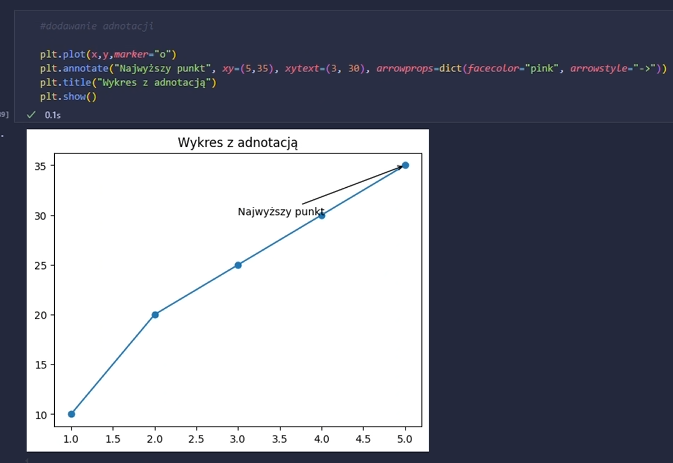 #dodawanie adnotacji
plt.plot(x,y,marker="o")
plt.annotate("Najwyższy punkt", xy=(5,35), xytext=(3, 30), arrowprops=dict(facecolor="pink", arrowstyle="->"))
plt.title("Wykres z adnotacją")
plt.show()
✓ 0.1s
Wykres z adnotacją
35
30
Najwyższy punkt
25
20
15
10
1.0 1.5 2.0 2.5 3.0 3.5 4.0 4.5 5.0